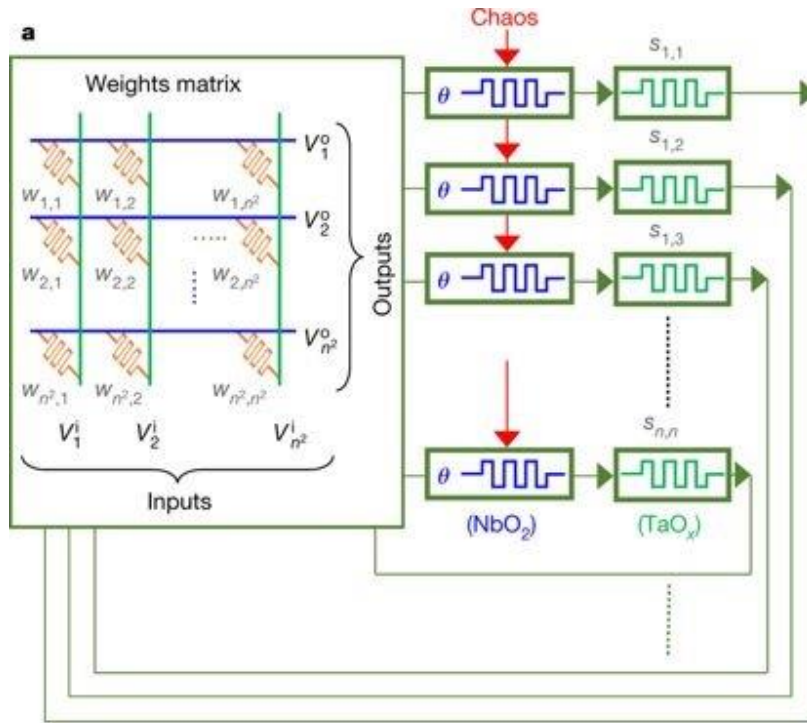 a
Chaos
Weights matrix
V₁ᵒ
w₁,₁ w₁,₂ w₁,ₙ²
V₂ᵒ
.....
w₂,₁ w₂,₂ w₂,ₙ²
Vₙ²ᵒ
wₙ²,₁ wₙ²,₂ wₙ²,ₙ²
V₁ⁱ V₂ⁱ Vₙ²ⁱ
Inputs
Outputs
θ s₁,₁
θ s₁,₂
θ s₁,₃
θ sₙ,ₙ
(NbO₂) (TaOₓ)